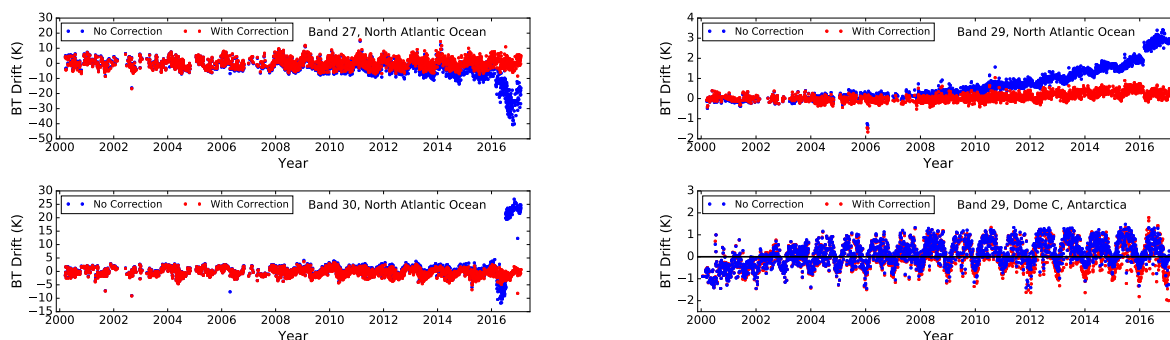 30
20
10
0
−10
−20
−30
−40
−50
BT Drift (K)
No Correction With Correction Band 27, North Atlantic Ocean
2000 2002 2004 2006 2008 2010 2012 2014 2016
Year
4
3
2
1
0
−1
−2
BT Drift (K)
No Correction With Correction Band 29, North Atlantic Ocean
2000 2002 2004 2006 2008 2010 2012 2014 2016
Year
30
25
20
15
10
5
0
−5
−10
−15
BT Drift (K)
No Correction With Correction Band 30, North Atlantic Ocean
2000 2002 2004 2006 2008 2010 2012 2014 2016
Year
3
2
1
0
−1
−2
BT Drift (K)
No Correction With Correction Band 29, Dome C, Antarctica
2000 2002 2004 2006 2008 2010 2012 2014 2016
Year